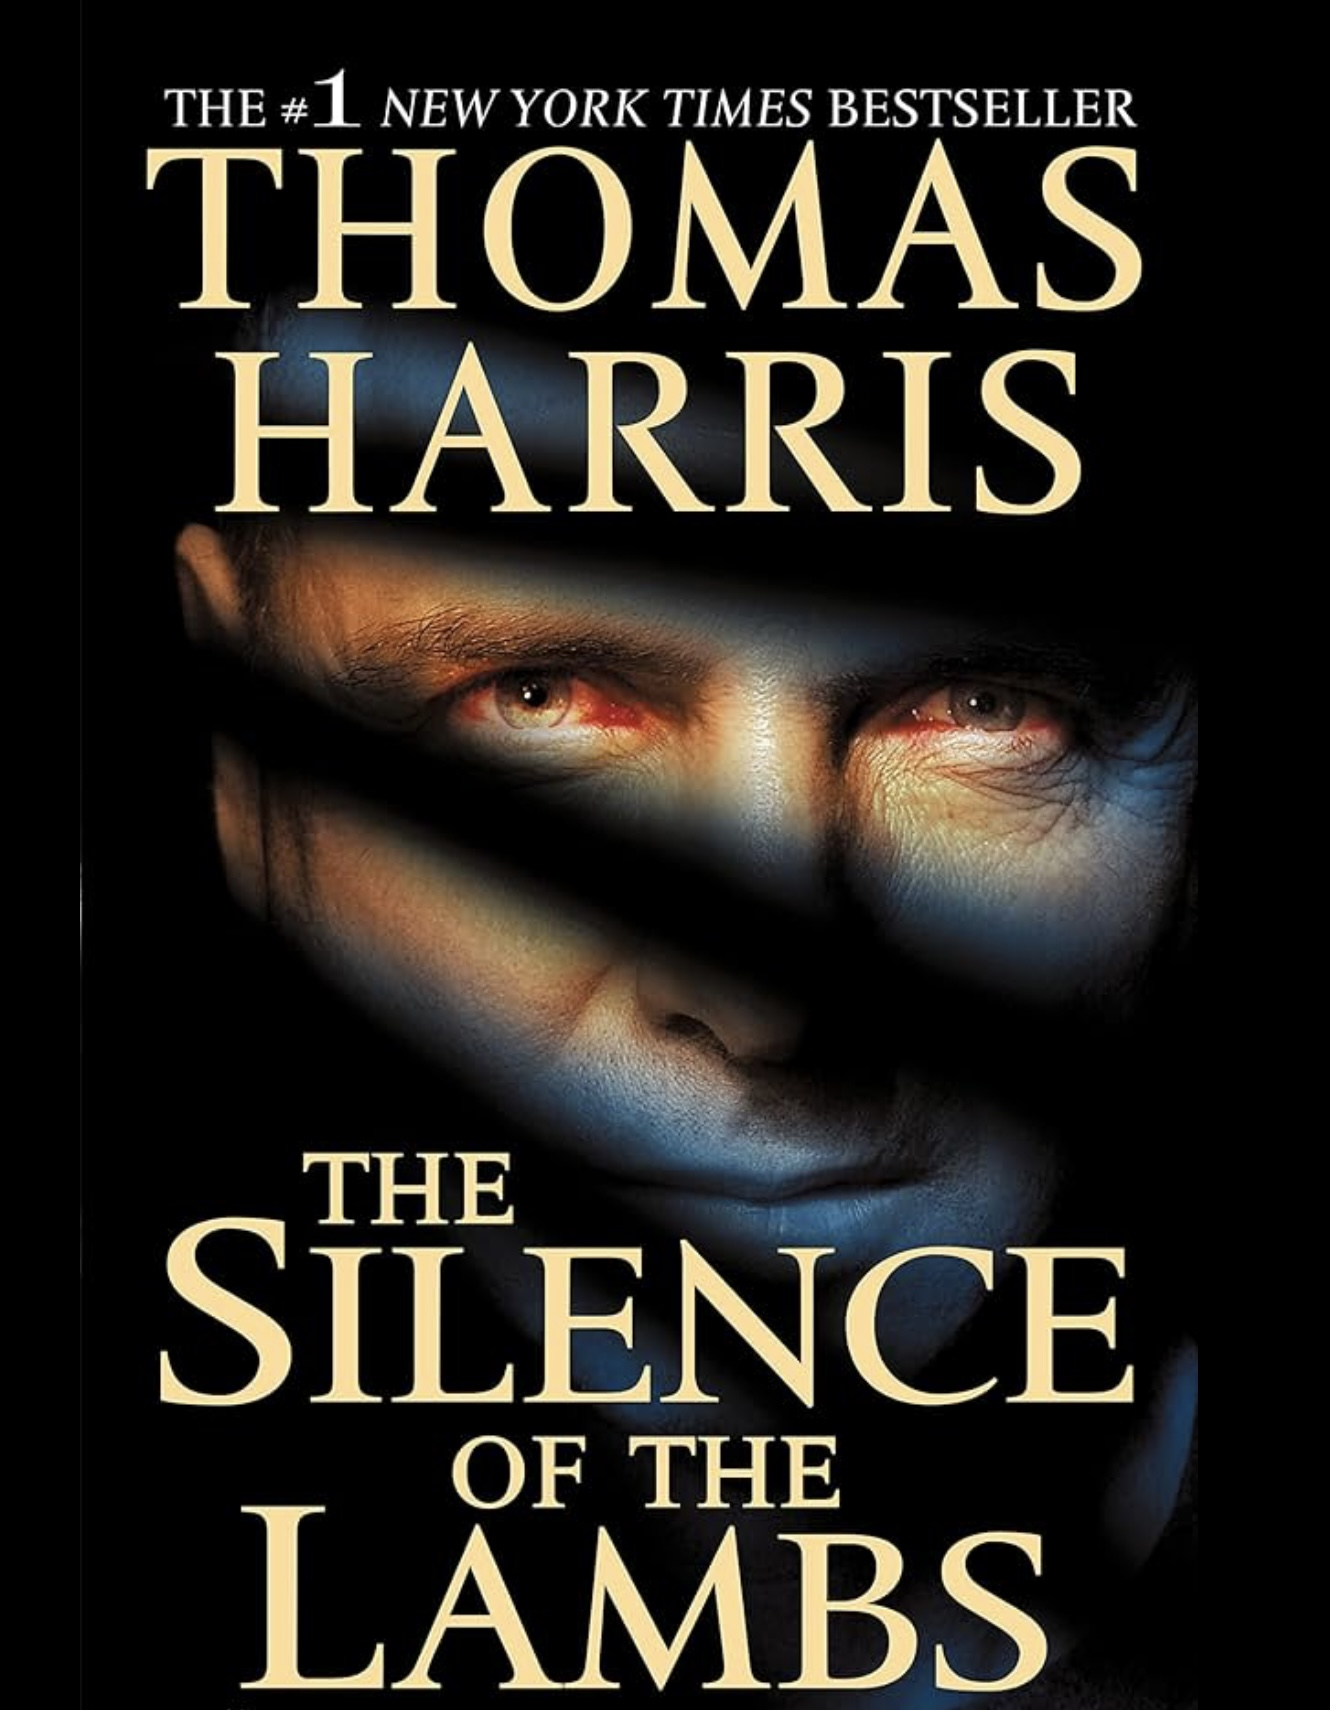 THE #1 NEW YORK TIMES BESTSELLER
THOMAS
HARRIS
THE
SILENCE
OF THE
LAMBS